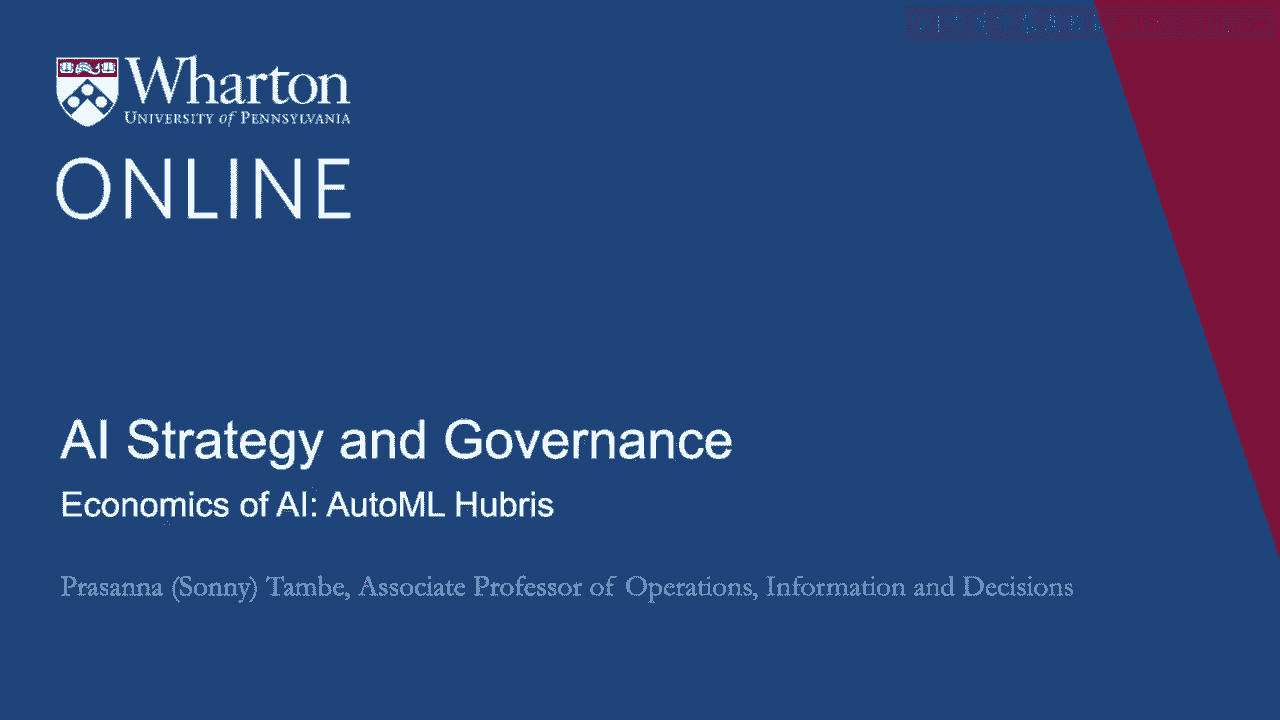 Wharton
UNIVERSITY of PENNSYLVANIA
ONLINE
AI Strategy and Governance
Economics of AI: AutoML Hubris
Prasanna (Sonny) Tambe, Associate Professor of Operations, Information and Decisions